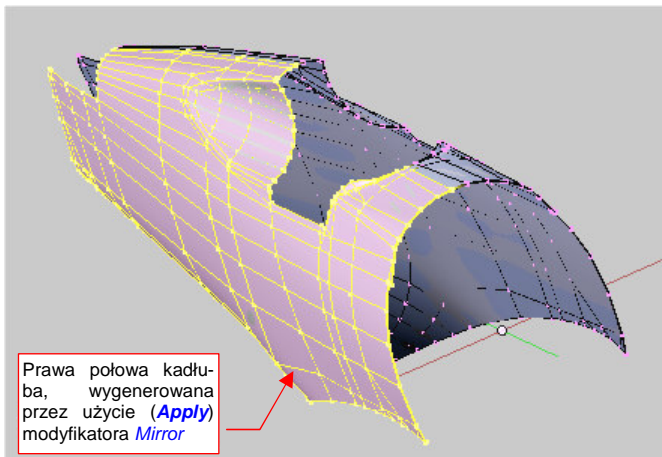 Prawa połowa kadłu-
ba, wygenerowana
przez użycie (Apply)
modyfikatora Mirror